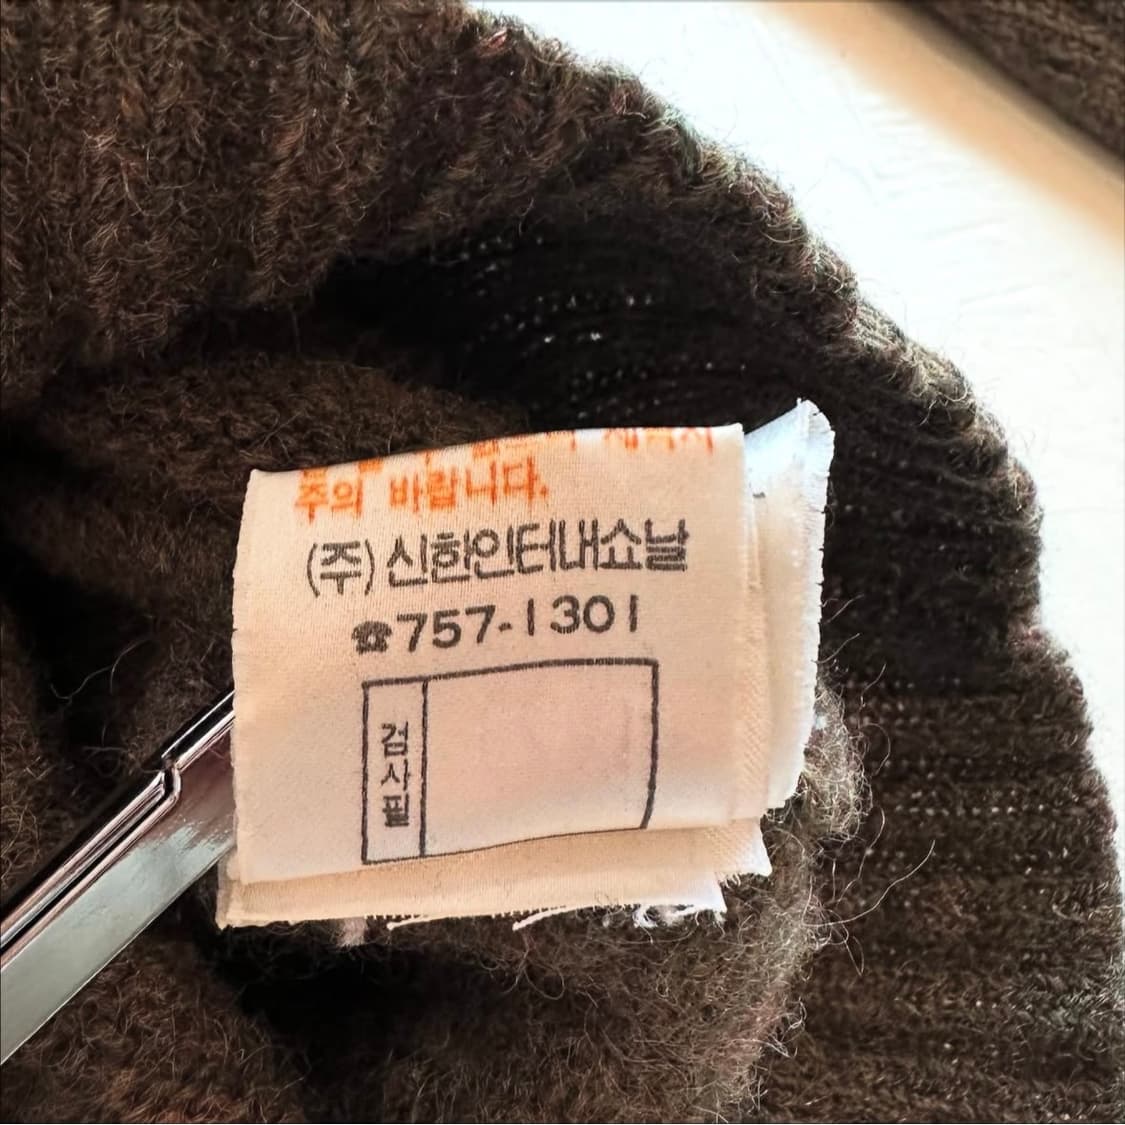 주의 바랍니다.
(주)신한인터내쇼날
☎757-1301
검사필